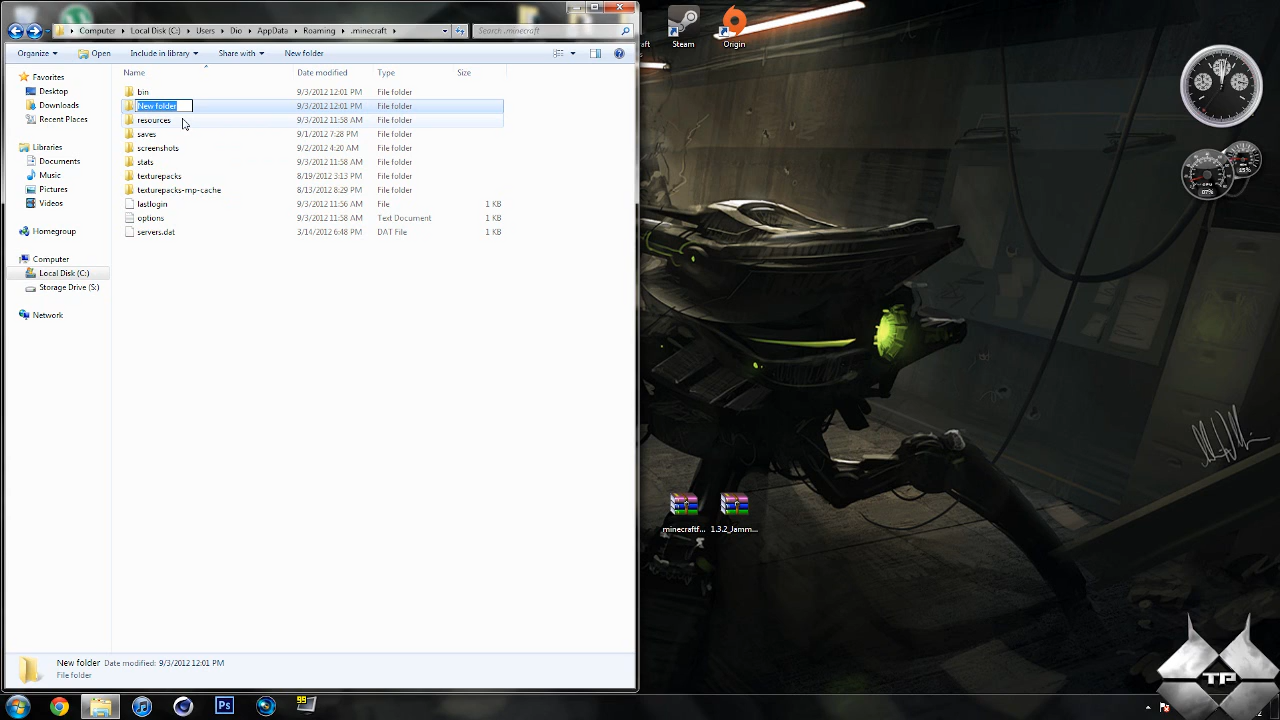 Computer Local Disk (C:) Users Dio AppData Roaming .minecraft Search .minecraft
Organize Open Include in library Share with New folder
Name Date modified Type Size
Favorites
Desktop
Downloads
Recent Places
Libraries
Documents
Music
Pictures
Videos
Homegroup
Computer
Local Disk (C:)
Storage Drive (S:)
Network
bin 9/3/2012 12:01 PM File folder
New folder 9/3/2012 12:01 PM File folder
resources 9/3/2012 11:58 AM File folder
saves 9/1/2012 7:28 PM File folder
screenshots 9/2/2012 4:20 AM File folder
stats 9/3/2012 11:58 AM File folder
texturepacks 8/19/2012 3:13 PM File folder
texturepacks-mp-cache 8/13/2012 8:29 PM File folder
lastlogin 9/3/2012 11:56 AM File 1 KB
options 9/3/2012 11:58 AM Text Document 1 KB
servers.dat 3/14/2012 6:48 PM DAT File 1 KB
New folder Date modified: 9/3/2012 12:01 PM
File folder
Steam
Origin
minecraftf...
1.3.2_Jamm...
Ps
99
TP